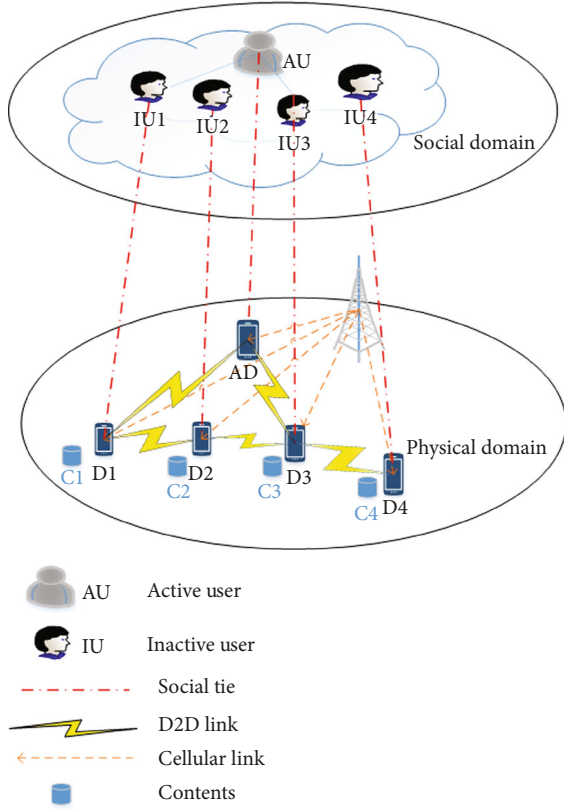 AU
IU1
IU2
IU3
IU4
Social domain
AD
Physical domain
D1
D2
D3
D4
C1
C2
C3
C4
AU Active user
IU Inactive user
Social tie
D2D link
Cellular link
Contents